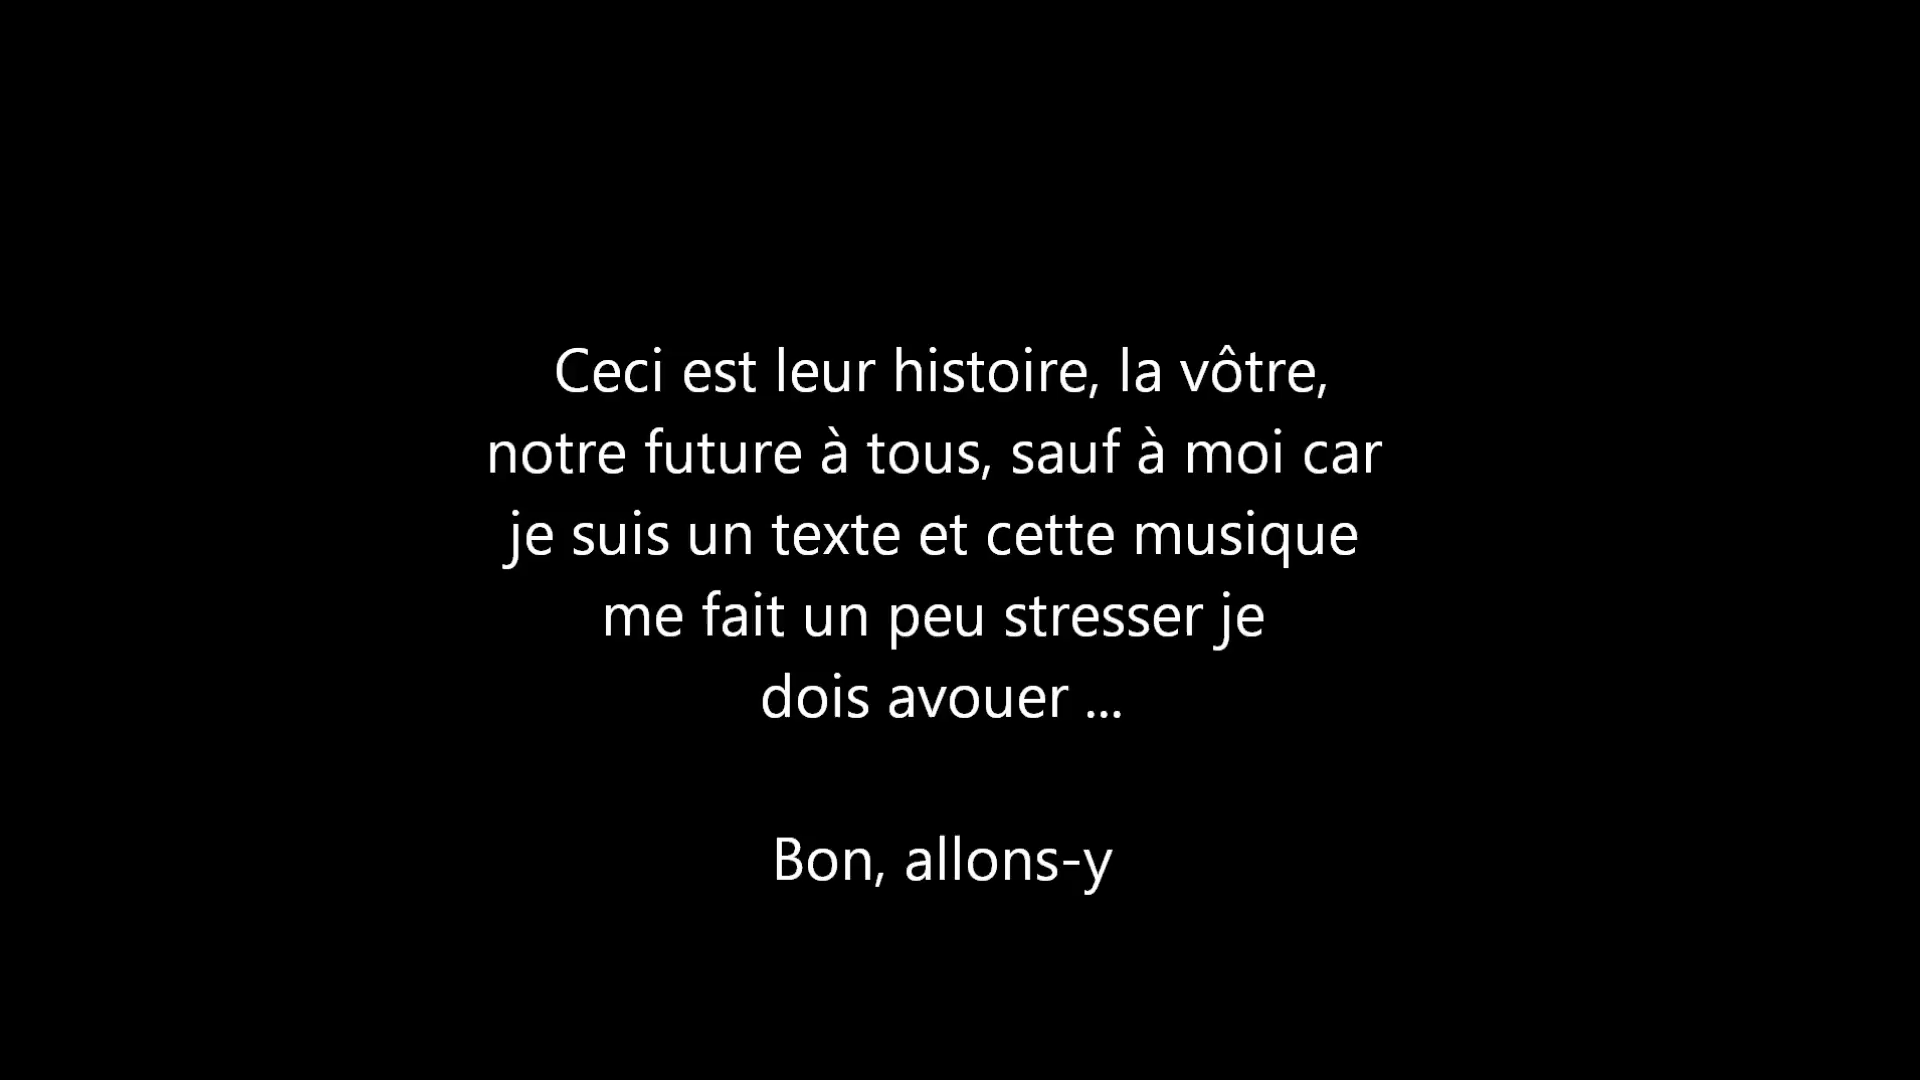 Ceci est leur histoire, la vôtre,
notre future à tous, sauf à moi car
je suis un texte et cette musique
me fait un peu stresser je
dois avouer ...
Bon, allons-y